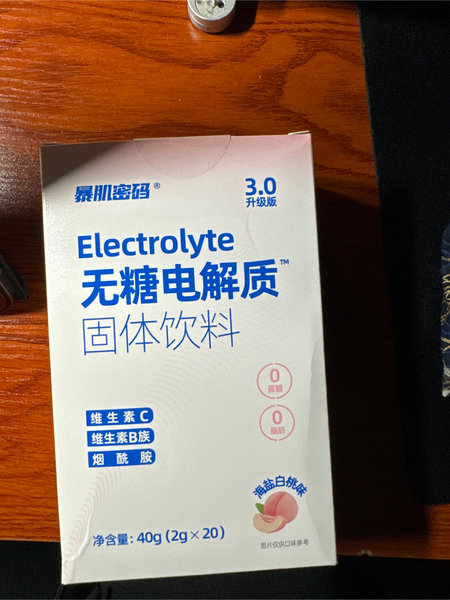 暴肌密码®
3.0
升级版
Electrolyte
无糖电解质™
固体饮料
0
蔗糖
0
脂肪
维生素C
维生素B族
烟酰胺
海盐白桃味
净含量: 40g (2g×20)
图片仅供口味参考